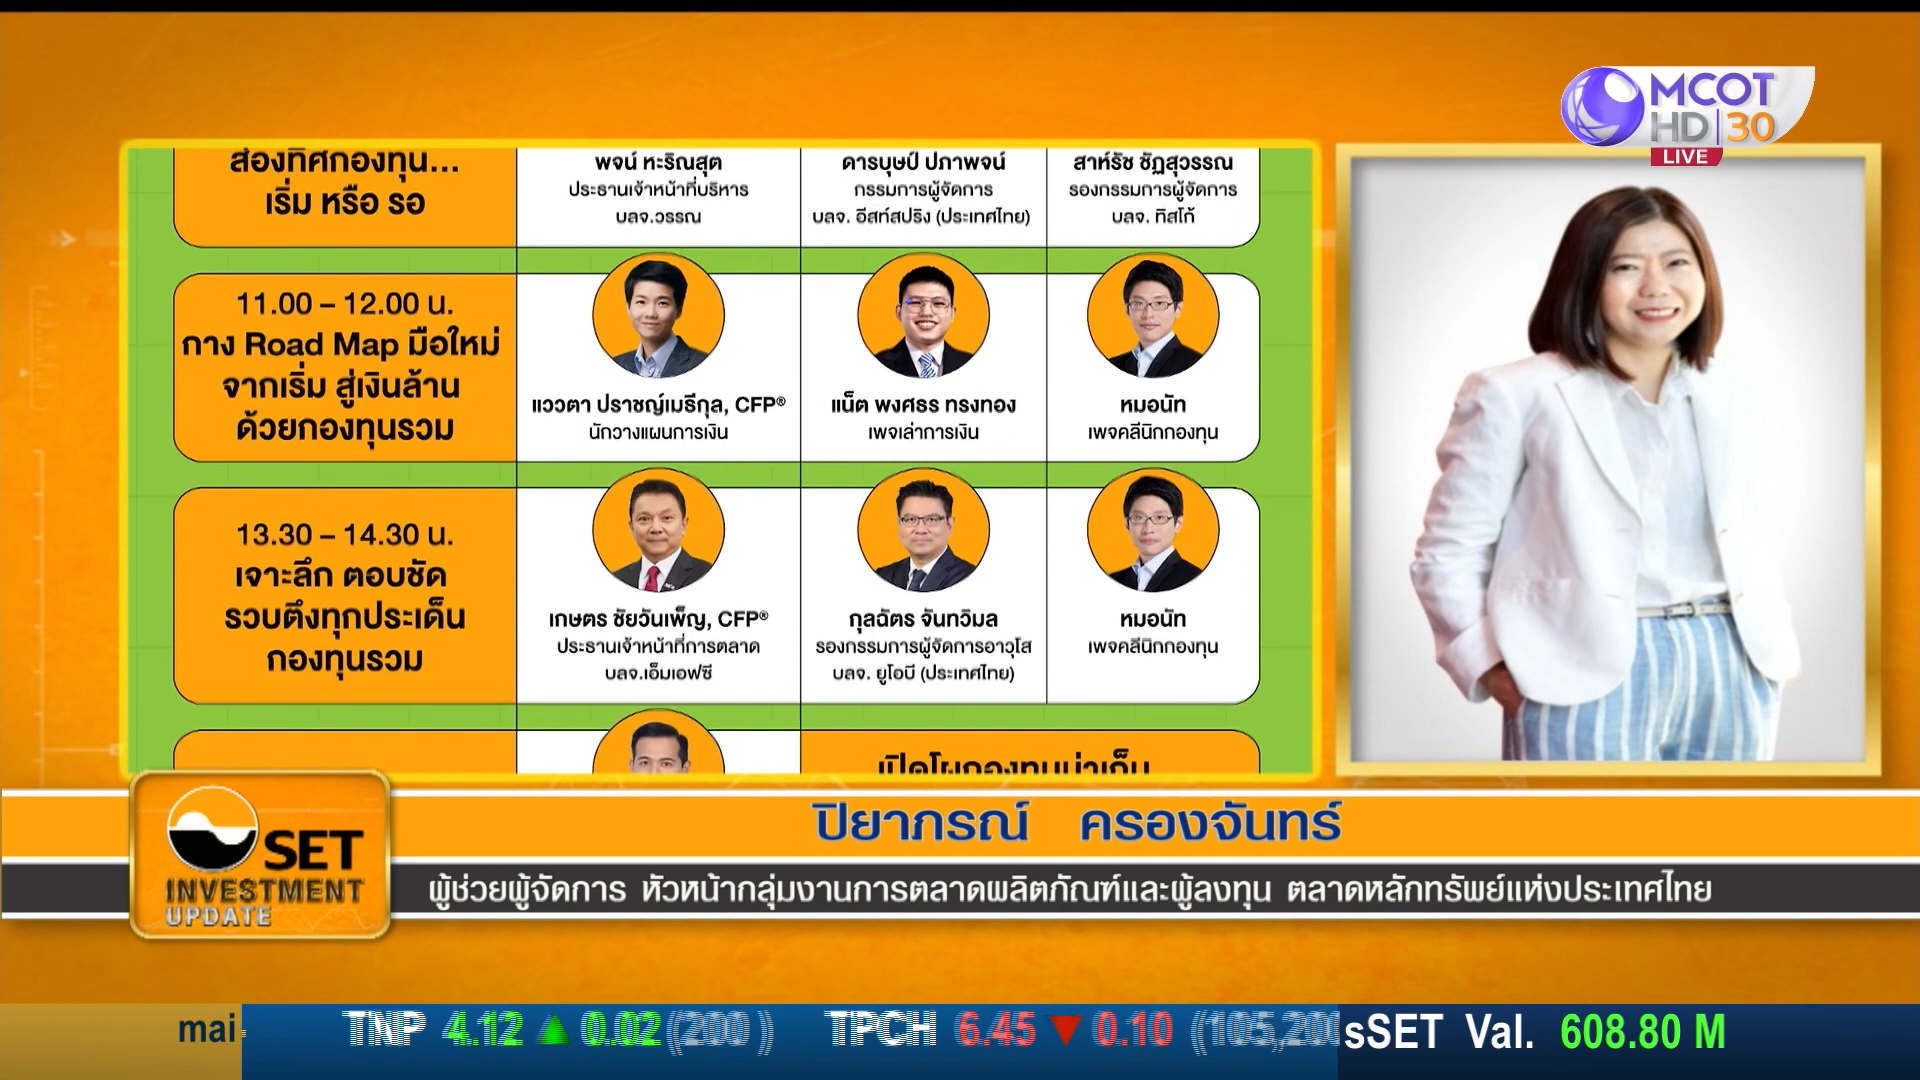 MCOT
HD 30
LIVE
ส่องทิศกองทุน...
เริ่ม หรือ รอ
พจน์ หะริณสุต
ประธานเจ้าหน้าที่บริหาร
บลจ.วรรณ
ดารบุษป์ ปภาพจน์
กรรมการผู้จัดการ
บลจ. อีสท์สปริง (ประเทศไทย)
สาห์รัช ชัฏสุวรรณ
รองกรรมการผู้จัดการ
บลจ. ทิสโก้
11.00 – 12.00 น.
กาง Road Map มือใหม่
จากเริ่ม สู่เงินล้าน
ด้วยกองทุนรวม
แววตา ปราชญ์เมธีกุล, CFP®
นักวางแผนการเงิน
แน็ต พงศธร ทรงทอง
เพจเล่าการเงิน
หมอนัท
เพจคลีนิกกองทุน
13.30 – 14.30 น.
เจาะลึก ตอบชัด
รวบตึงทุกประเด็น
กองทุนรวม
เกษตร ชัยวันเพ็ญ, CFP®
ประธานเจ้าหน้าที่การตลาด
บลจ.เอ็มเอฟซี
กุลฉัตร จันทวิมล
รองกรรมการผู้จัดการอาวุโส
บลจ. ยูโอบี (ประเทศไทย)
หมอนัท
เพจคลีนิกกองทุน
เปิดโผกองทุนน่าเก็บ
SET
INVESTMENT
UPDATE
ปิยาภรณ์ ครองจันทร์
ผู้ช่วยผู้จัดการ หัวหน้ากลุ่มงานการตลาดผลิตภัณฑ์และผู้ลงทุน ตลาดหลักทรัพย์แห่งประเทศไทย
mai
TNP 4.12 ▲ 0.02 (200 ) TPCH 6.45 ▼ 0.10
sSET Val. 608.80 M